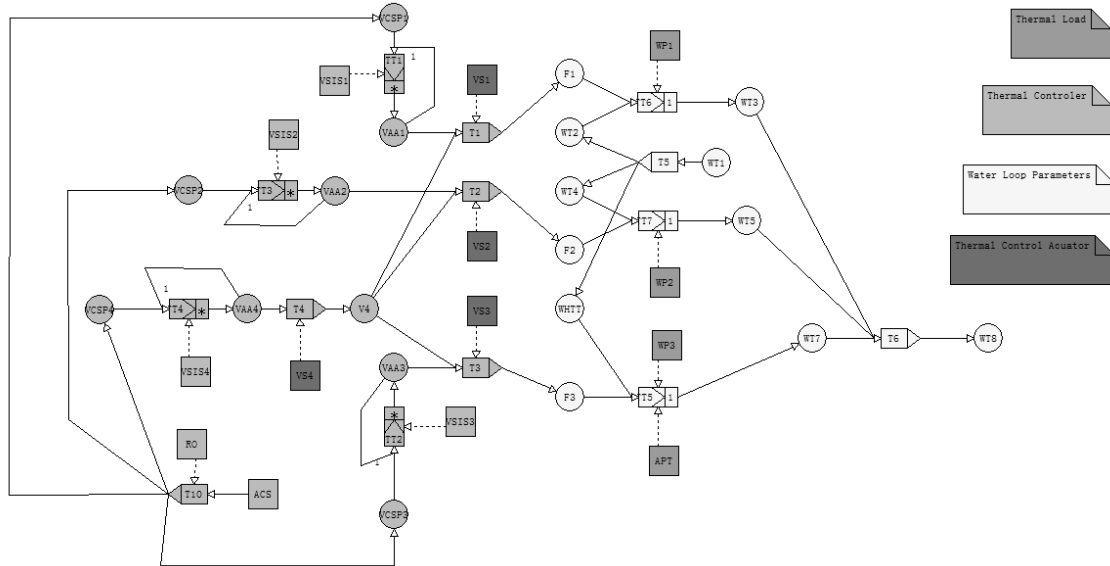 VCSP1
Thermal Load
TT1
1
*
VSIS1
VS1
WP1
F1
T6 1
WT3
Thermal Controler
VAA1
T1
WT2
VSIS2
T5
WT1
VCSP2
T3 *
VAA2
1
T2
WT4
Water Loop Parameters
T7 1
WT5
VS2
F2
Thermal Control Acuator
WP2
1
VCSP4
T4 *
VAA4
T4
V4
VS3
WHTT
WP3
WT7
T6
WT8
VSIS4
VS4
VAA3
T3
F3
T5 1
*
TT2
VSIS3
1
RO
APT
T10
ACS
VCSP3